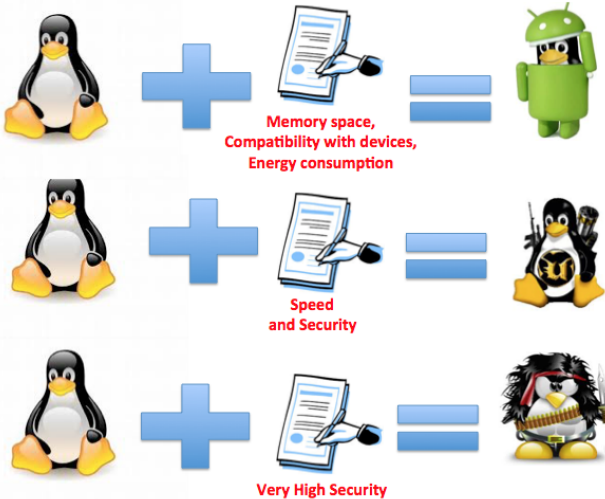 Memory space,
Compatibility with devices,
Energy consumption
Speed
and Security
Very High Security